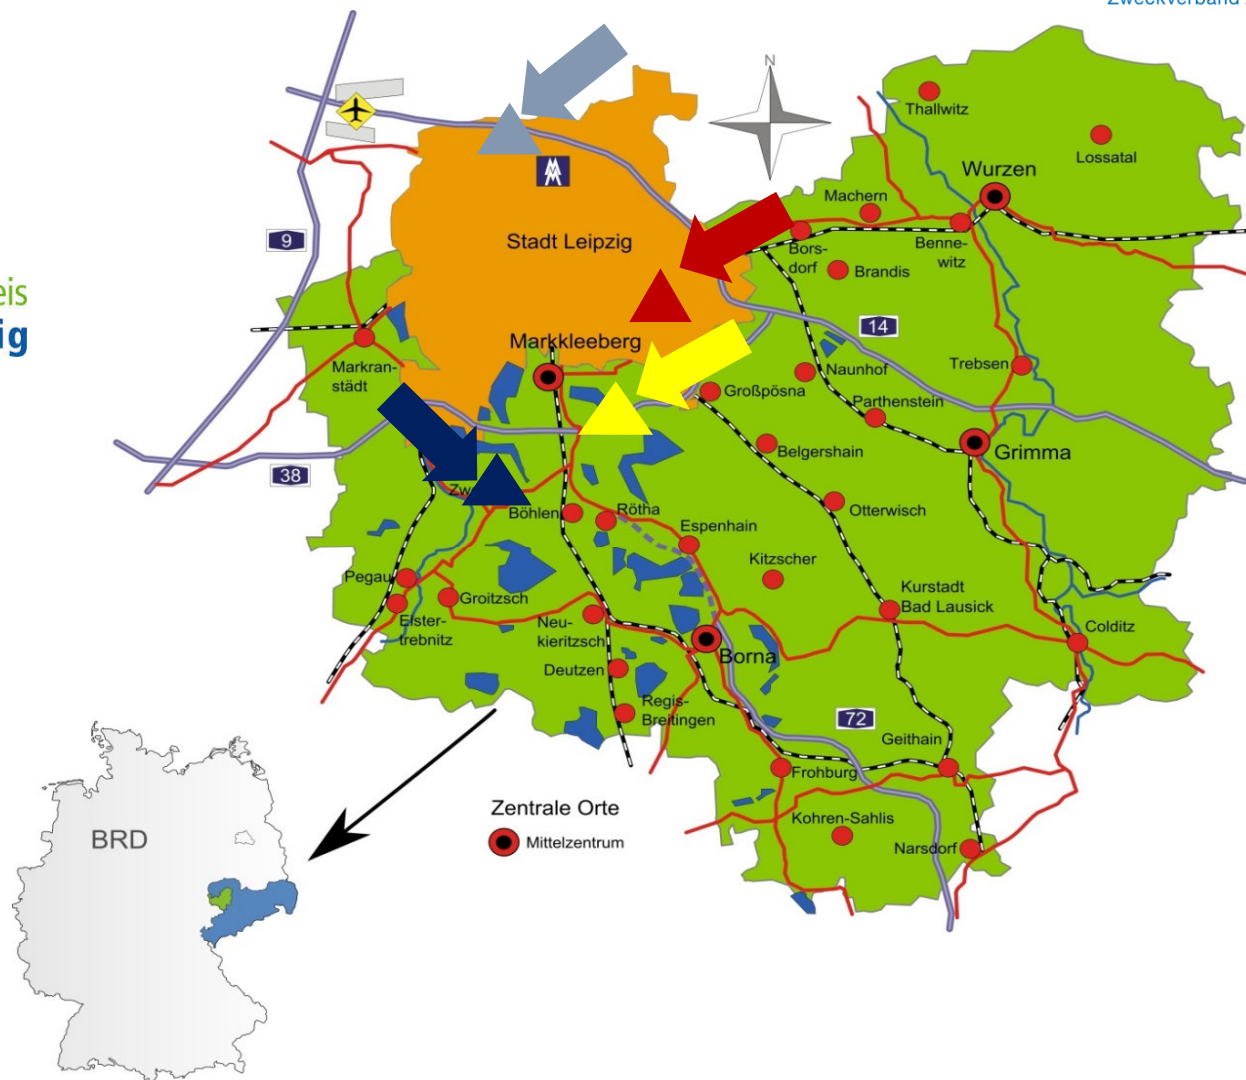 Zweckverband
eis
ig
N
Thallwitz
Lossatal
Wurzen
Machern
Benne-
witz
Bors-
dorf
Brandis
9
Stadt Leipzig
14
Markkleeberg
Markran-
städt
Naunhof
Trebsen
Großpösna
Parthenstein
Grimma
Belgershain
38
Zw
Böhlen
Rötha
Otterwisch
Espenhain
Kitzscher
Pegau
Groitzsch
Kurstadt
Bad Lausick
Elster-
trebnitz
Neu-
kieritzsch
Colditz
Borna
Deutzen
Regis-
Breitingen
72
Geithain
Frohburg
Kohren-Sahlis
Narsdorf
Zentrale Orte
Mittelzentrum
BRD